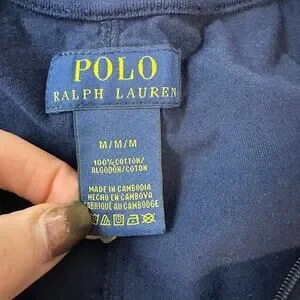 POLO
RALPH LAUREN
M/M/M
100% COTTON/
ALGODÓN/COTON
MADE IN CAMBODIA
HECHO EN CAMBOYA
FABRIQUÉ AU CAMBODGE